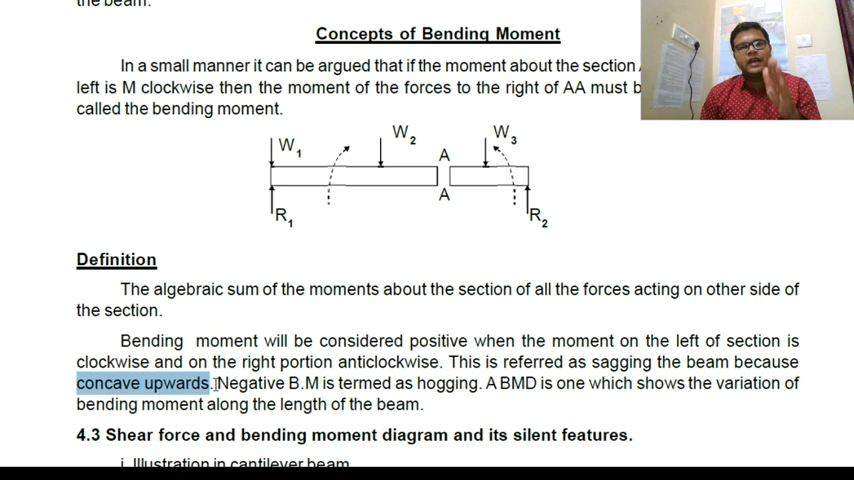 the beam.
Concepts of Bending Moment
In a small manner it can be argued that if the moment about the section
left is M clockwise then the moment of the forces to the right of AA must
called the bending moment.
W1 W2 W3
A
A
R1 R2
Definition
The algebraic sum of the moments about the section of all the forces acting on other side of
the section.
Bending moment will be considered positive when the moment on the left of section is
clockwise and on the right portion anticlockwise. This is referred as sagging the beam because
concave upwards. Negative B.M is termed as hogging. A BMD is one which shows the variation of
bending moment along the length of the beam.
4.3 Shear force and bending moment diagram and its silent features.
i. Illustration in cantilever beam